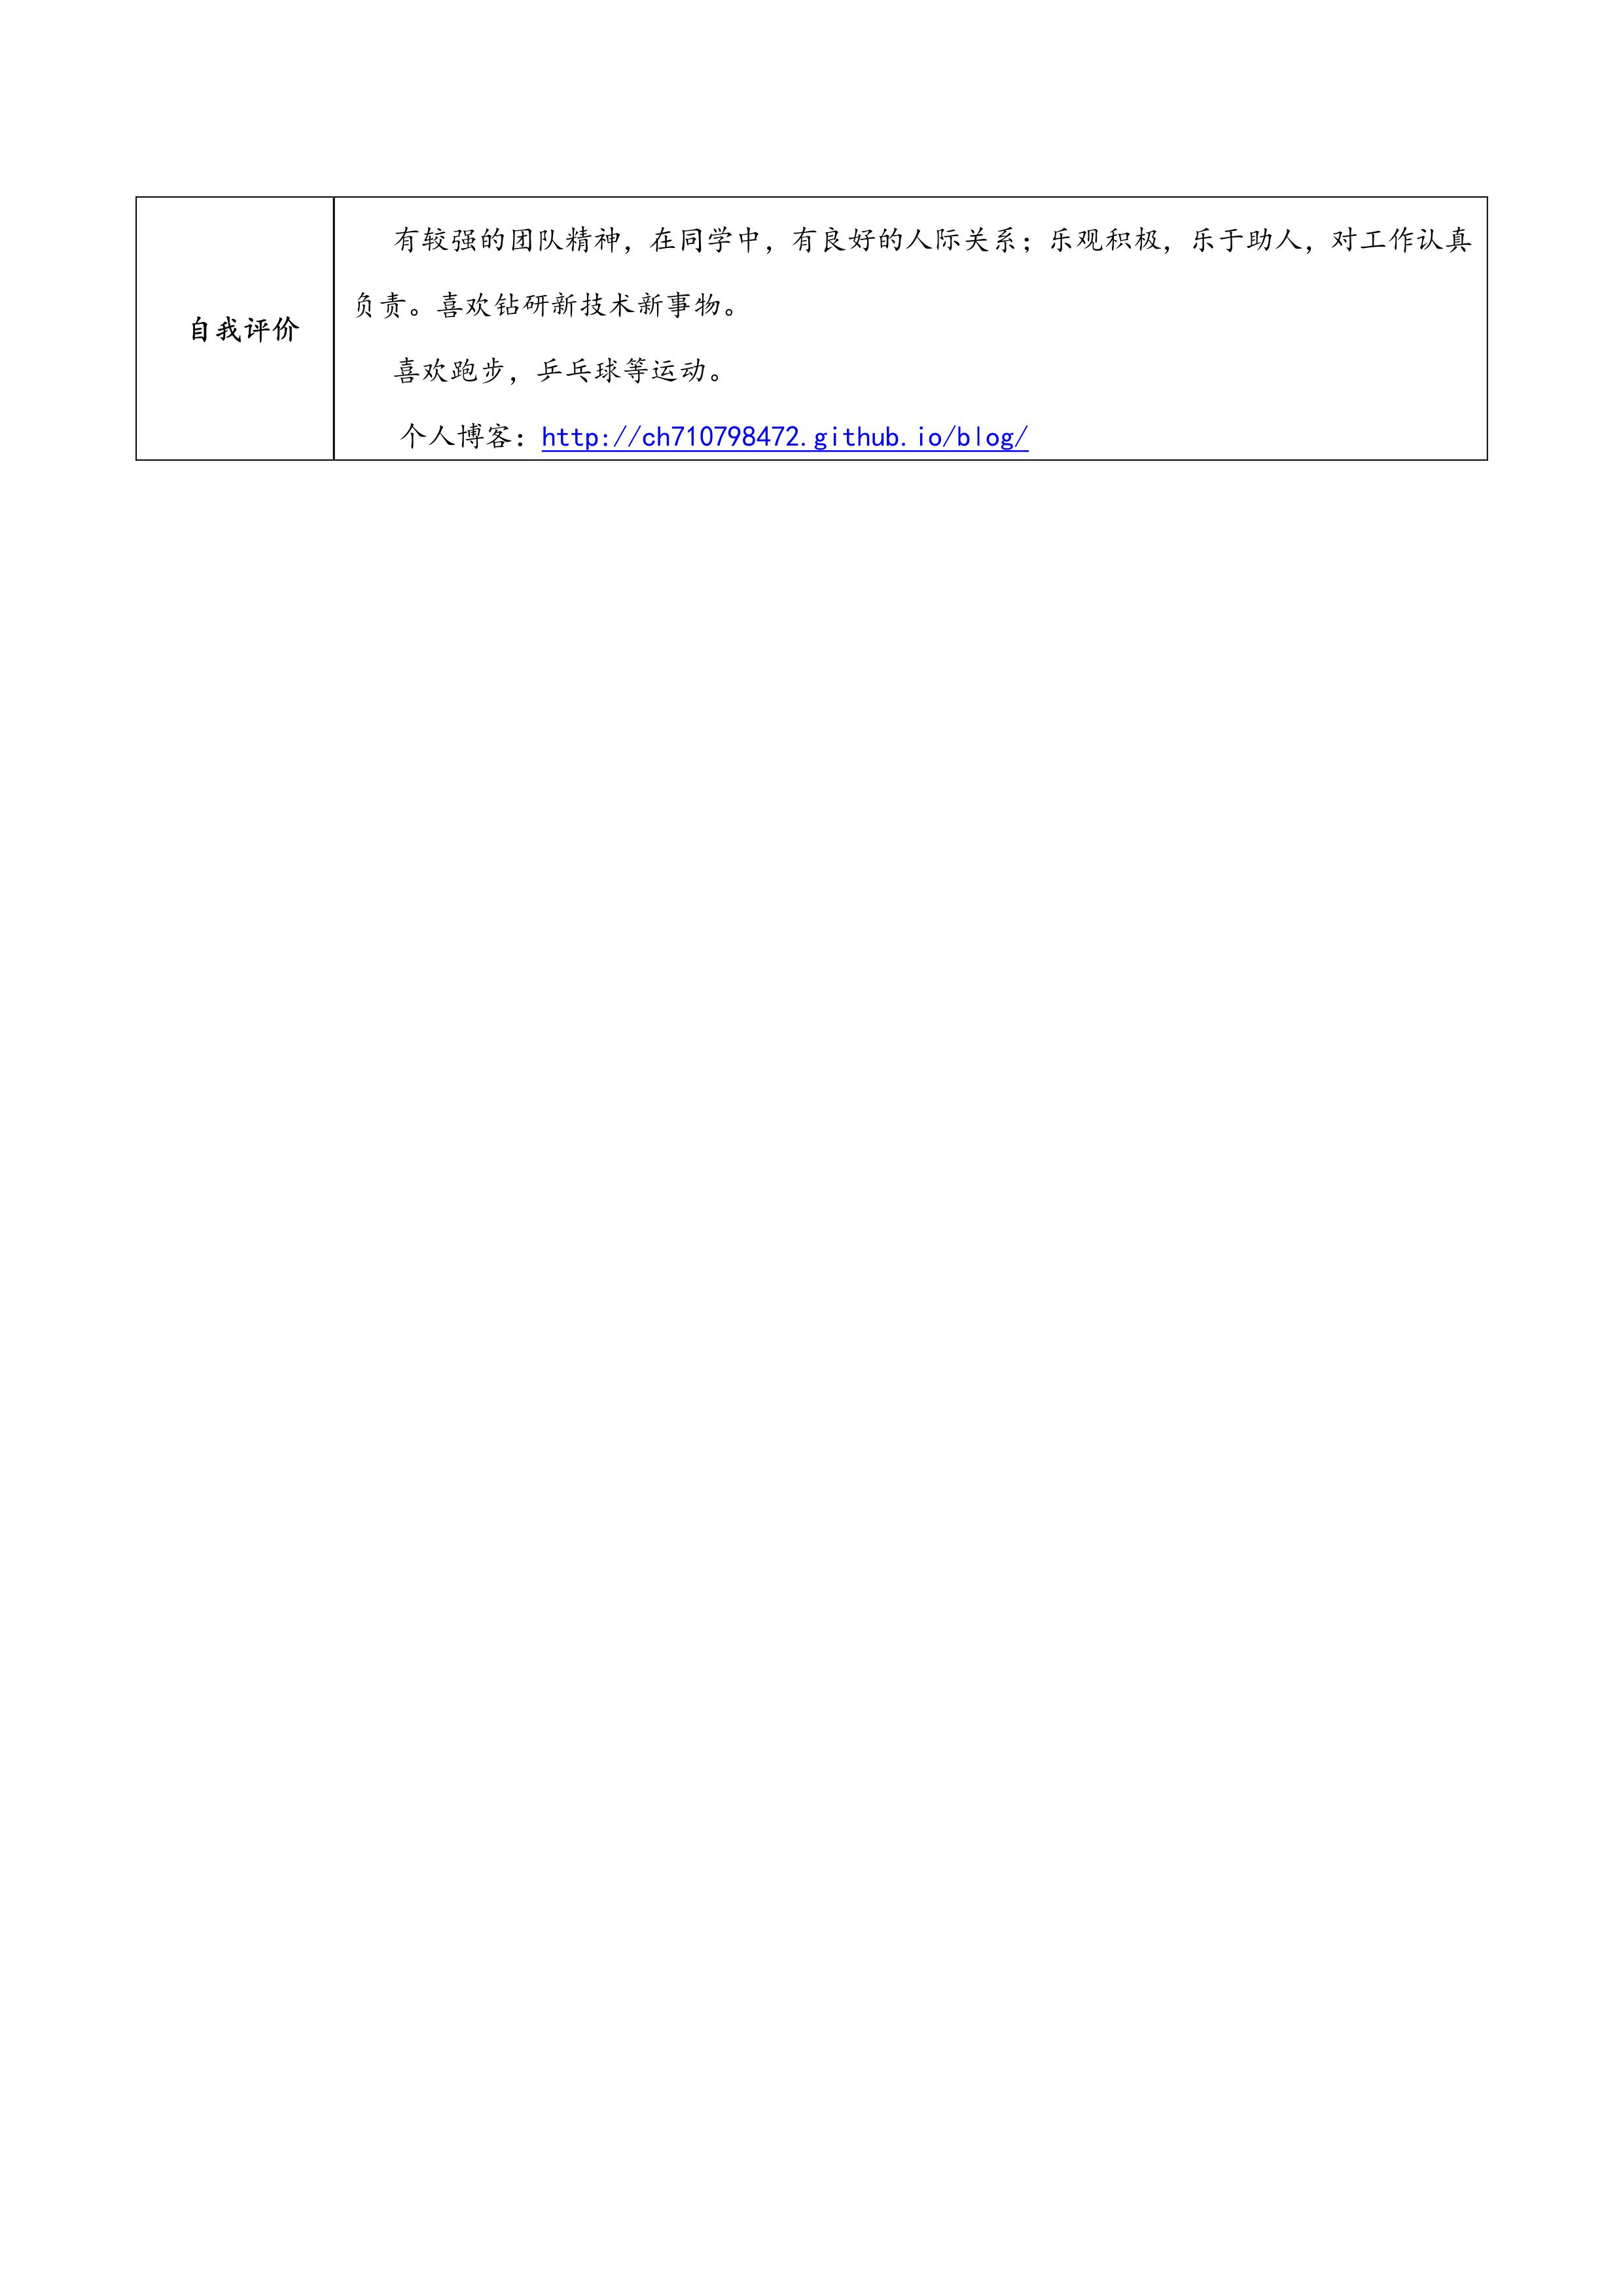 自我评价
有较强的团队精神，在同学中，有良好的人际关系；乐观积极，乐于助人，对工作认真
负责。喜欢钻研新技术新事物。
喜欢跑步，乒乓球等运动。
个人博客：http://ch710798472.github.io/blog/